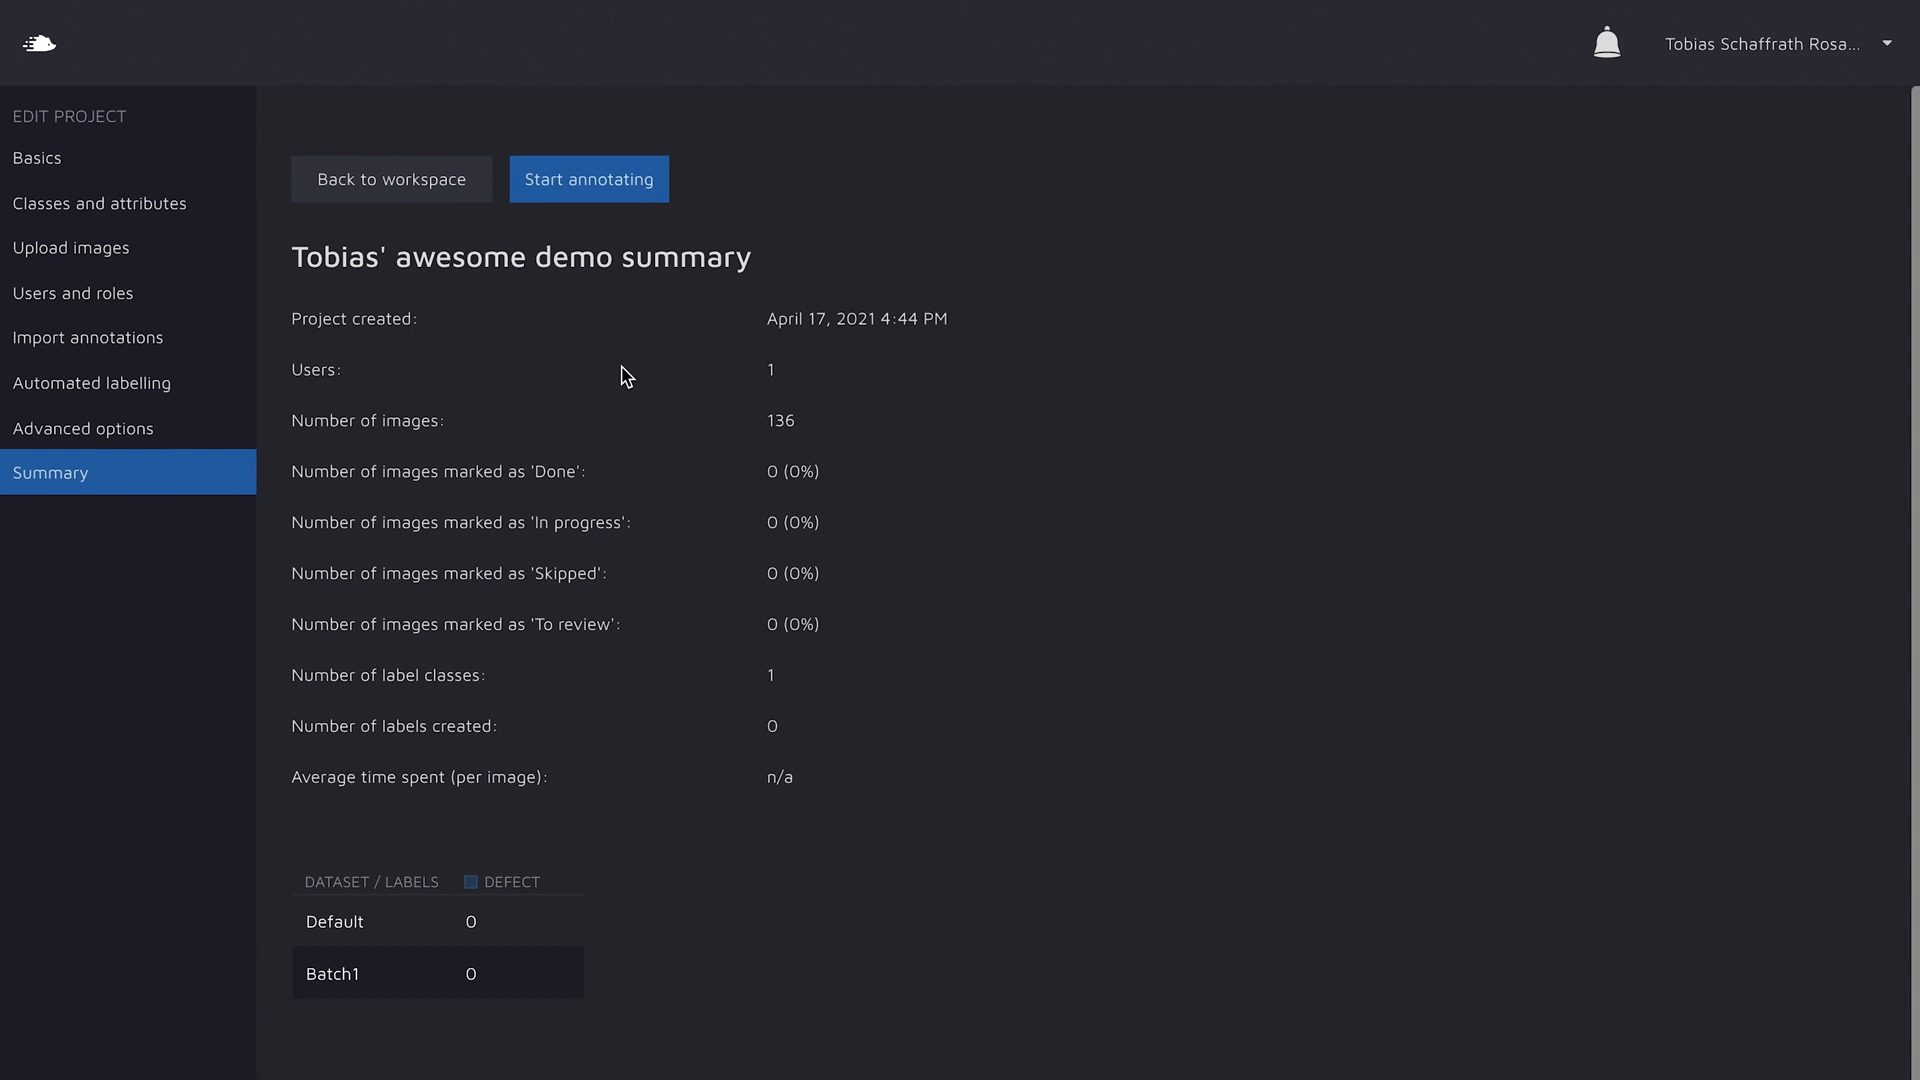 Tobias Schaffrath Rosa...
EDIT PROJECT
Basics
Classes and attributes
Upload images
Users and roles
Import annotations
Automated labelling
Advanced options
Summary
Back to workspace
Start annotating
Tobias' awesome demo summary
Project created: April 17, 2021 4:44 PM
Users: 1
Number of images: 136
Number of images marked as 'Done': 0 (0%)
Number of images marked as 'In progress': 0 (0%)
Number of images marked as 'Skipped': 0 (0%)
Number of images marked as 'To review': 0 (0%)
Number of label classes: 1
Number of labels created: 0
Average time spent (per image): n/a
DATASET / LABELS DEFECT
Default 0
Batch1 0